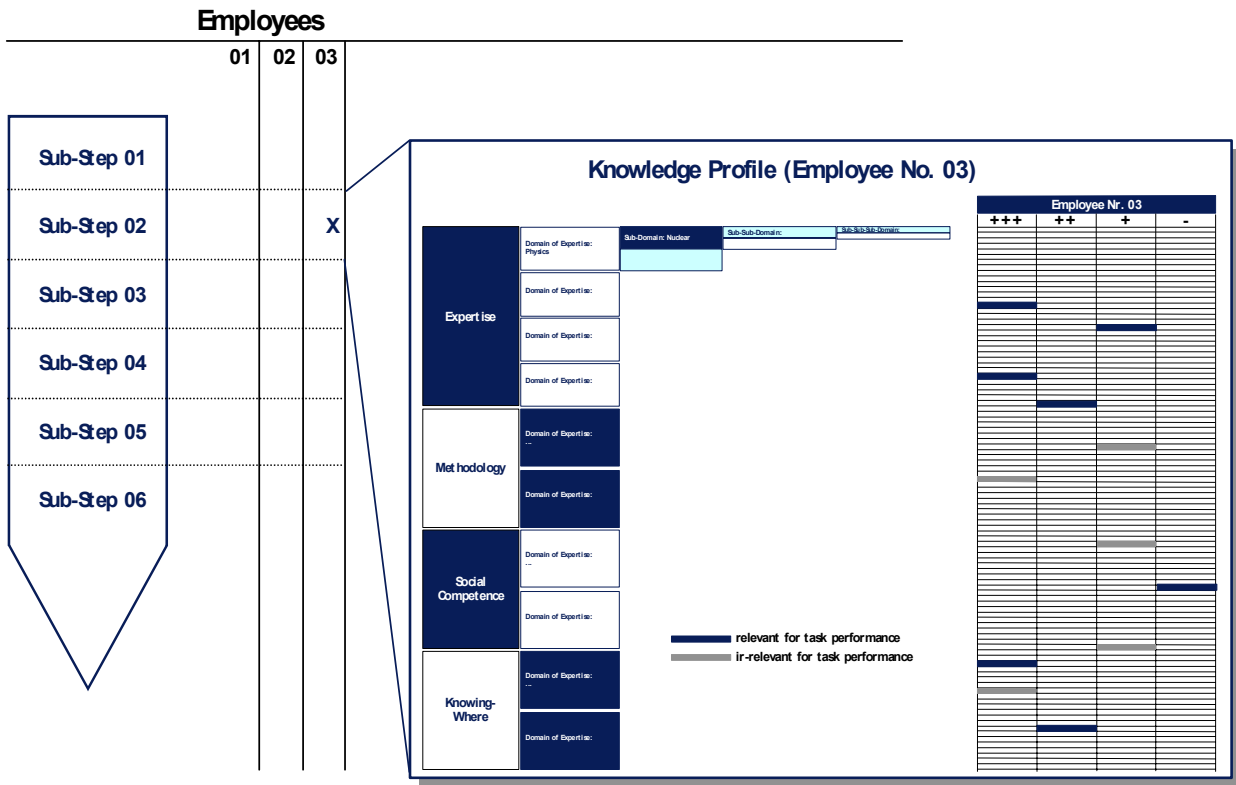 Employees
01 02 03
Sub-Step 01
Sub-Step 02
X
Sub-Step 03
Sub-Step 04
Sub-Step 05
Sub-Step 06
Knowledge Profile (Employee No. 03)
Employee Nr. 03
+++ ++ + -
Expertise
Domain of Expertise:
Physics
Sub-Domain: Nuclear
Sub-Sub-Domain:
Sub-Sub-Sub-Domain:
Domain of Expertise:
Domain of Expertise:
Domain of Expertise:
Methodology
Domain of Expertise:
...
Domain of Expertise:
Social
Competence
Domain of Expertise:
...
Domain of Expertise:
relevant for task performance
ir-relevant for task performance
Knowing-
Where
Domain of Expertise:
...
Domain of Expertise: